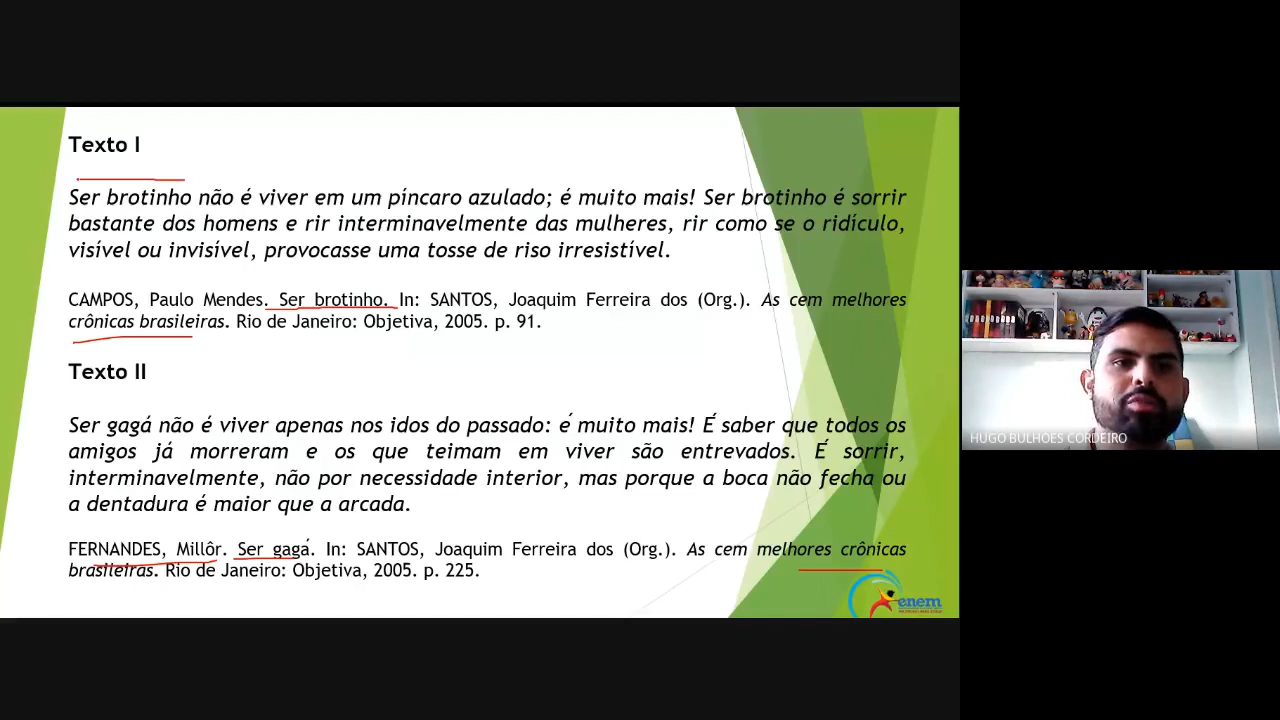 Texto I
Ser brotinho não é viver em um píncaro azulado; é muito mais! Ser brotinho é sorrir
bastante dos homens e rir interminavelmente das mulheres, rir como se o ridículo,
visível ou invisível, provocasse uma tosse de riso irresistível.
CAMPOS, Paulo Mendes. Ser brotinho. In: SANTOS, Joaquim Ferreira dos (Org.). As cem melhores
crônicas brasileiras. Rio de Janeiro: Objetiva, 2005. p. 91.
Texto II
Ser gagá não é viver apenas nos idos do passado: é muito mais! É saber que todos os
amigos já morreram e os que teimam em viver são entrevados. É sorrir,
interminavelmente, não por necessidade interior, mas porque a boca não fecha ou
a dentadura é maior que a arcada.
FERNANDES, Millôr. Ser gagá. In: SANTOS, Joaquim Ferreira dos (Org.). As cem melhores crônicas
brasileiras. Rio de Janeiro: Objetiva, 2005. p. 225.
enem
HUGO BULHOES CORDEIRO